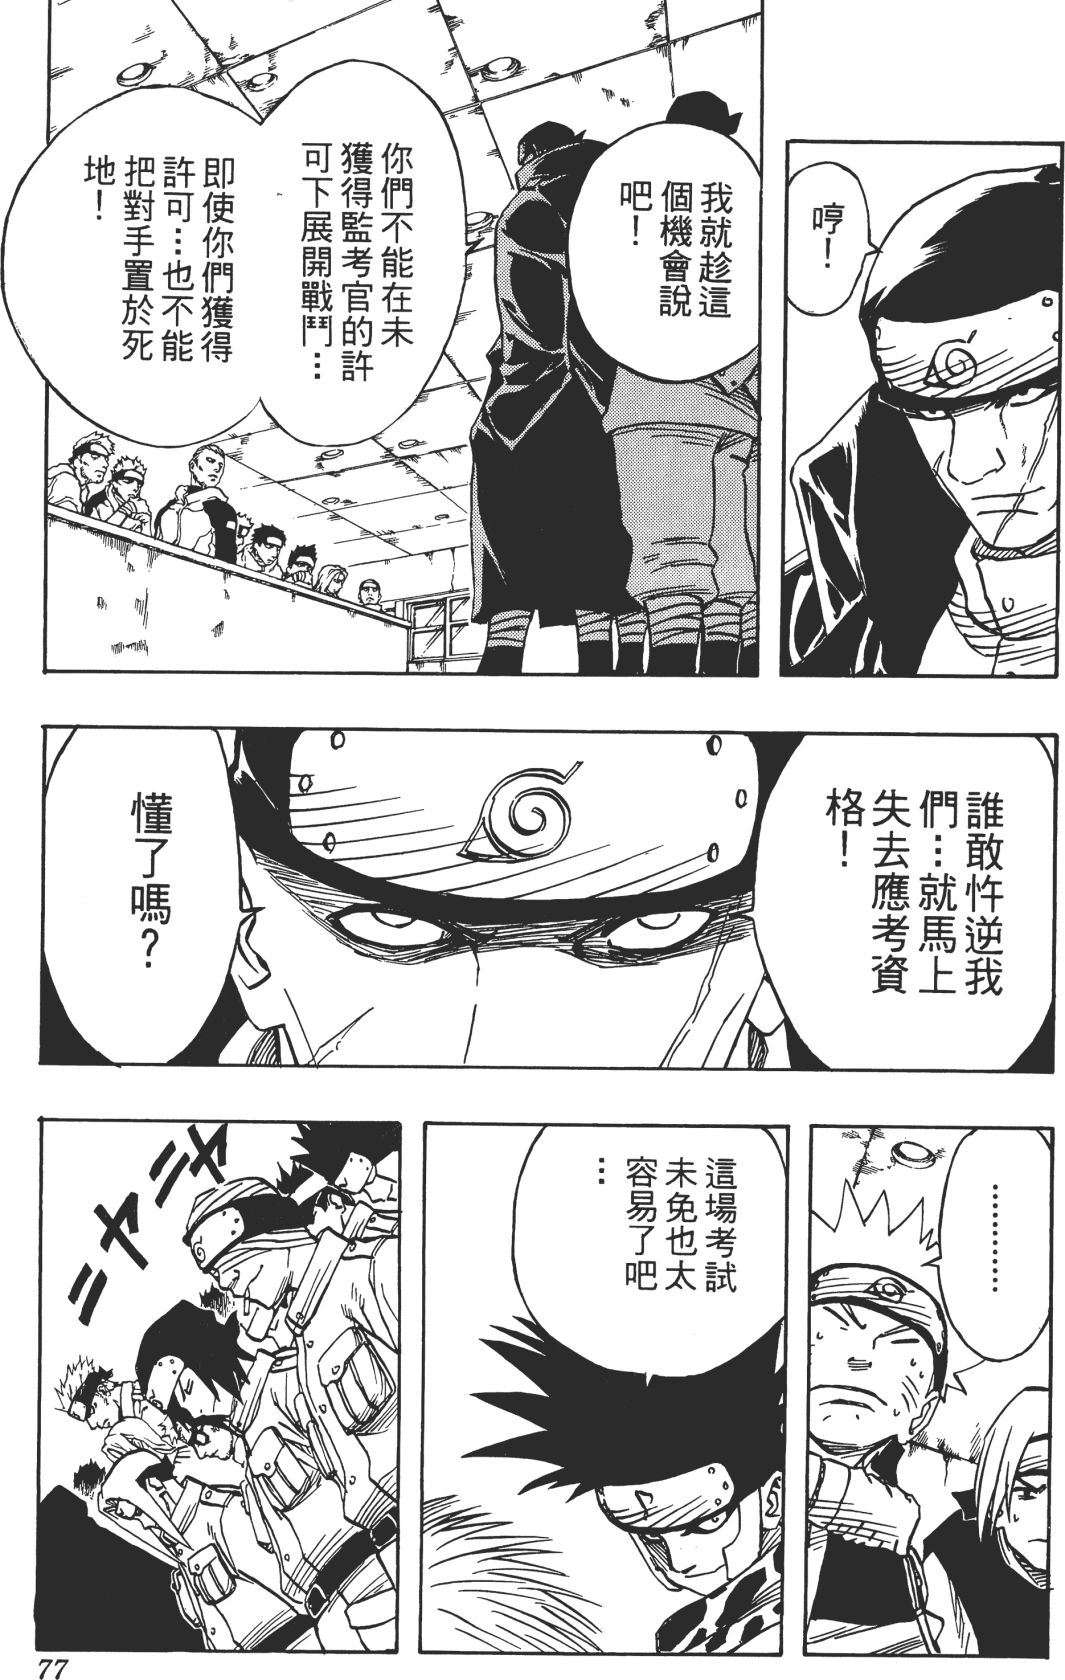 哼！
我就趁這
個機會說
吧！
你們不能在未
獲得監考官的許
可下展開戰鬥…
即使你們獲得
許可…也不能
把對手置於死
地！
誰敢忤逆我
們…就馬上
失去應考資
格！
懂了嗎？
…………
這場考試
未免也太
容易了吧
…
ニヤニヤ
77